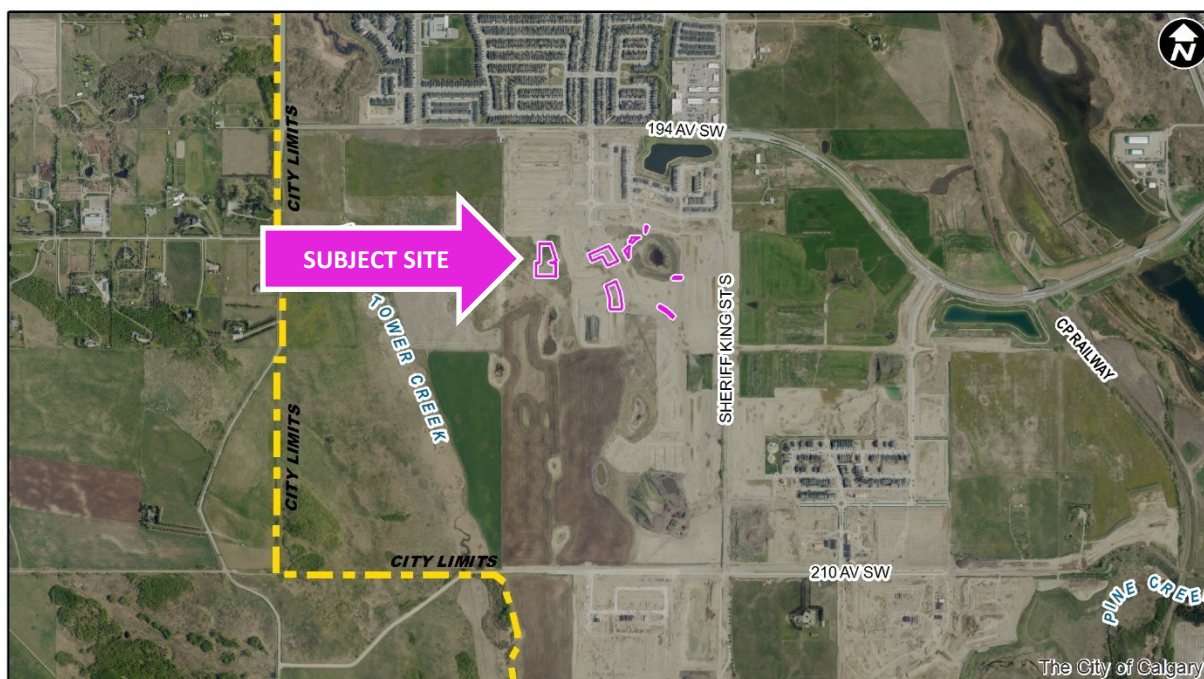 N
194 AV SW
CITY LIMITS
SUBJECT SITE
TOWER CREEK
SHERIFF KING ST S
CP RAILWAY
CITY LIMITS
CITY LIMITS
210 AV SW
PINE CREE
The City of Calgary